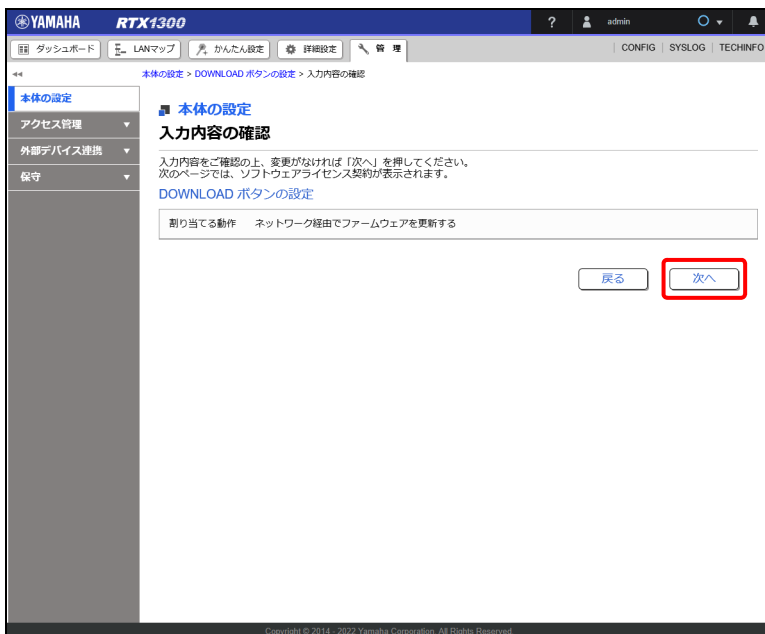 YAMAHA RTX1300 ? admin
ダッシュボード LANマップ かんたん設定 詳細設定 管理 CONFIG SYSLOG TECHINFO
本体の設定 > DOWNLOAD ボタンの設定 > 入力内容の確認
本体の設定
アクセス管理
外部デバイス連携
保守
本体の設定
入力内容の確認
入力内容をご確認の上、変更がなければ「次へ」を押してください。
次のページでは、ソフトウェアライセンス契約が表示されます。
DOWNLOAD ボタンの設定
割り当てる動作 ネットワーク経由でファームウェアを更新する
戻る 次へ
Copyright © 2014 - 2022 Yamaha Corporation. All Rights Reserved.